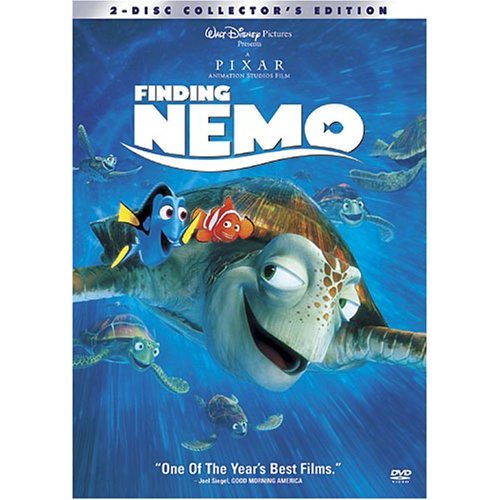 2-DISC COLLECTOR'S EDITION
WALT DISNEY Pictures
Presents
A
PIXAR
ANIMATION STUDIOS FILM
FINDING
NEMO
"One Of The Year's Best Films."
- Joel Siegel, GOOD MORNING AMERICA
DVD
VIDEO